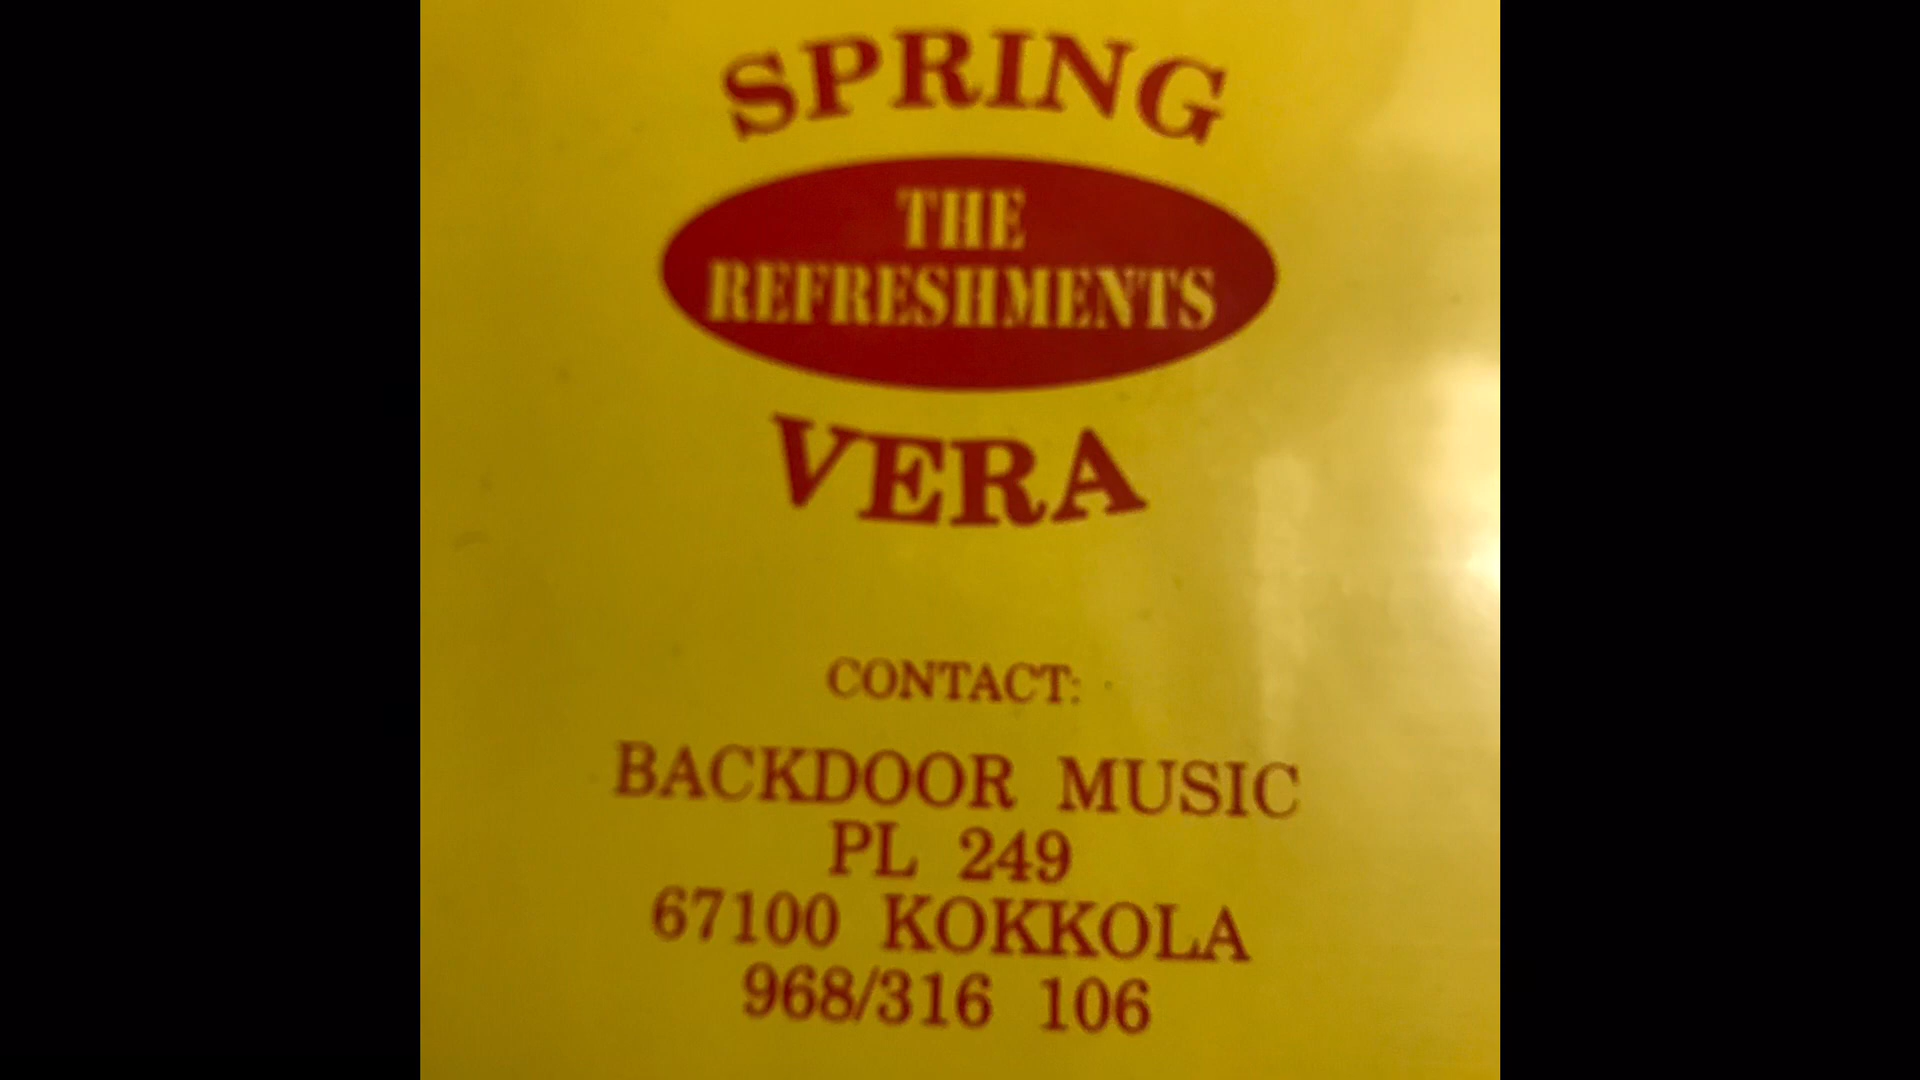 SPRING
THE
REFRESHMENTS
VERA
CONTACT:
BACKDOOR MUSIC
PL 249
67100 KOKKOLA
968/316 106